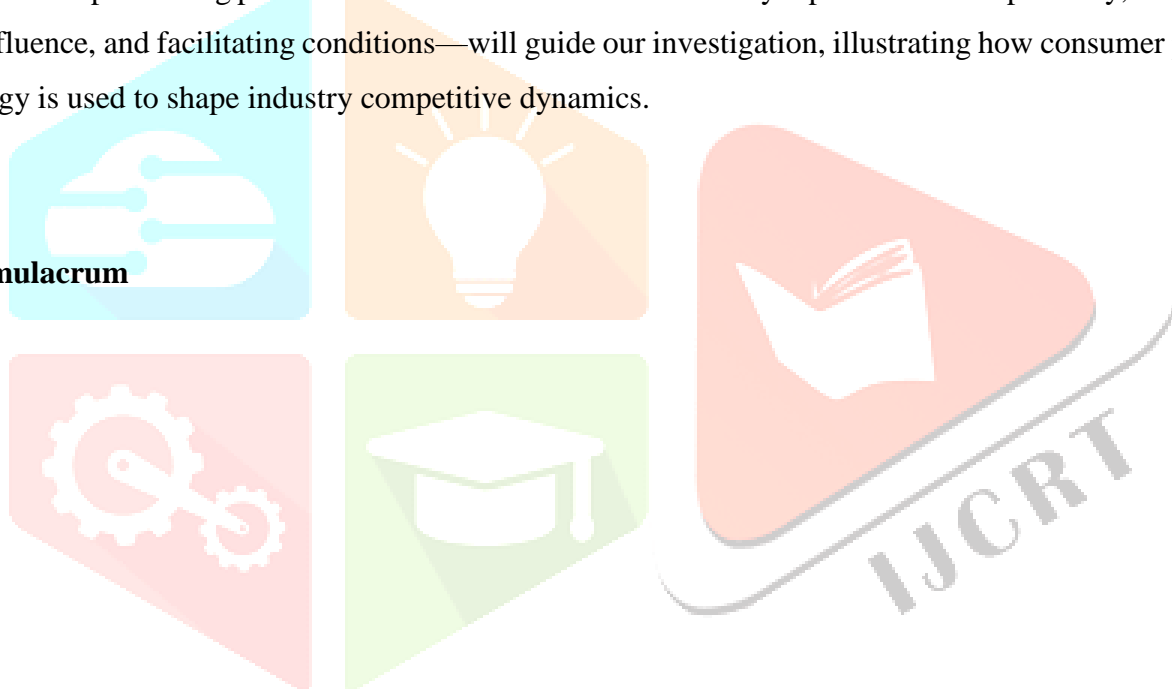 fluence, and facilitating conditions—will guide our investigation, illustrating how consumer
gy is used to shape industry competitive dynamics.
mulacrum
IJCRT